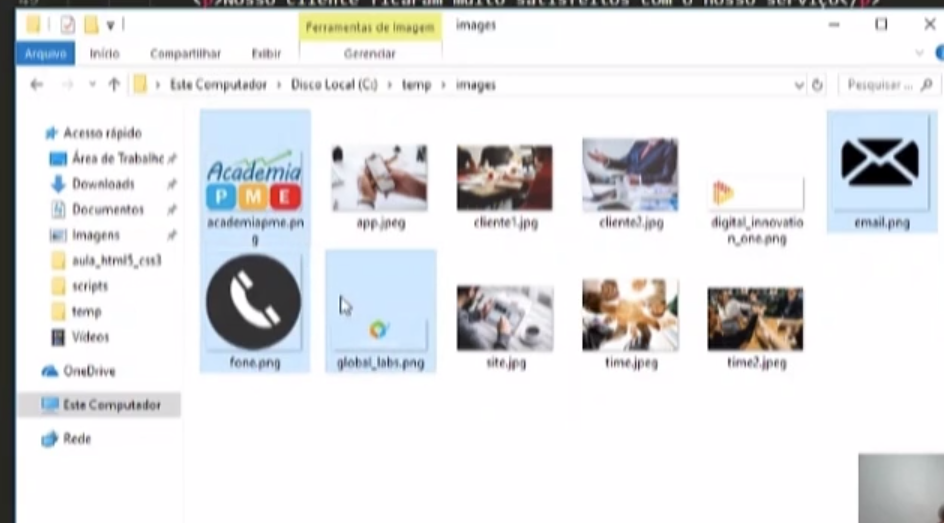 <p>Nosso cliente ficaram muito satisfeitos com o nosso serviço</p>
Ferramentas de Imagem
images
Arquivo
Início
Compartilhar
Exibir
Gerenciar
Este Computador > Disco Local (C:) > temp > images
Pesquisar ...
Acesso rápido
Área de Trabalho
Downloads
Documentos
Imagens
aula_html5_css3
scripts
temp
Vídeos
OneDrive
Este Computador
Rede
Academia
P M E
academiapme.pn
g
app.jpeg
cliente1.jpg
cliente2.jpg
digital_innovatio
n_one.png
email.png
fone.png
global_labs.png
site.jpg
time.jpeg
time2.jpeg